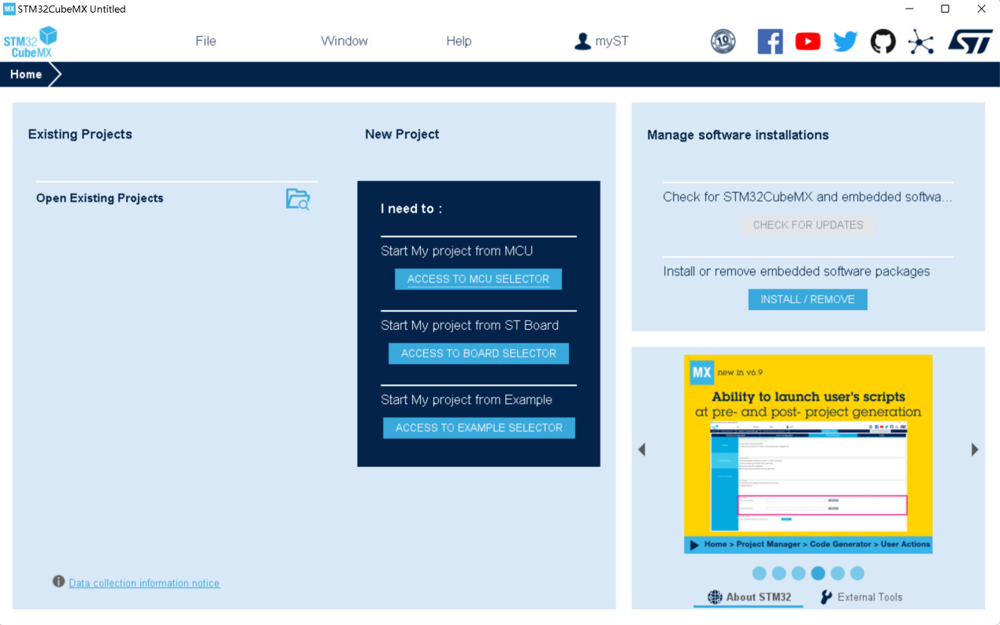 MX STM32CubeMX Untitled
STM32
CubeMX
File
Window
Help
myST
10
ST
Home
Existing Projects
Open Existing Projects
Data collection information notice
New Project
I need to :
Start My project from MCU
ACCESS TO MCU SELECTOR
Start My project from ST Board
ACCESS TO BOARD SELECTOR
Start My project from Example
ACCESS TO EXAMPLE SELECTOR
Manage software installations
Check for STM32CubeMX and embedded softwa...
CHECK FOR UPDATES
Install or remove embedded software packages
INSTALL / REMOVE
MX new in v6.9
Ability to launch user's scripts
at pre- and post- project generation
Home > Project Manager > Code Generator > User Actions
About STM32
External Tools